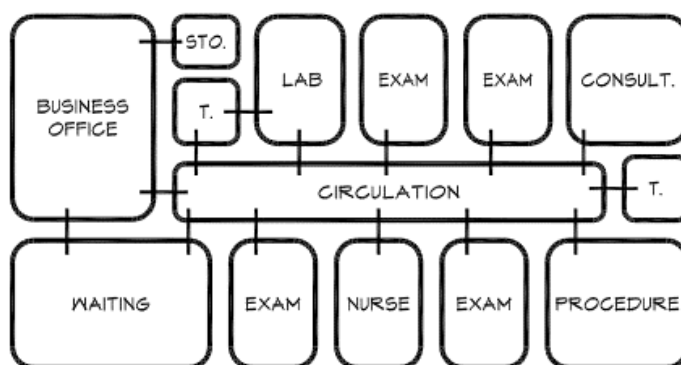 STO.
LAB
EXAM
EXAM
CONSULT.
BUSINESS
OFFICE
T.
CIRCULATION
T.
WAITING
EXAM
NURSE
EXAM
PROCEDURE